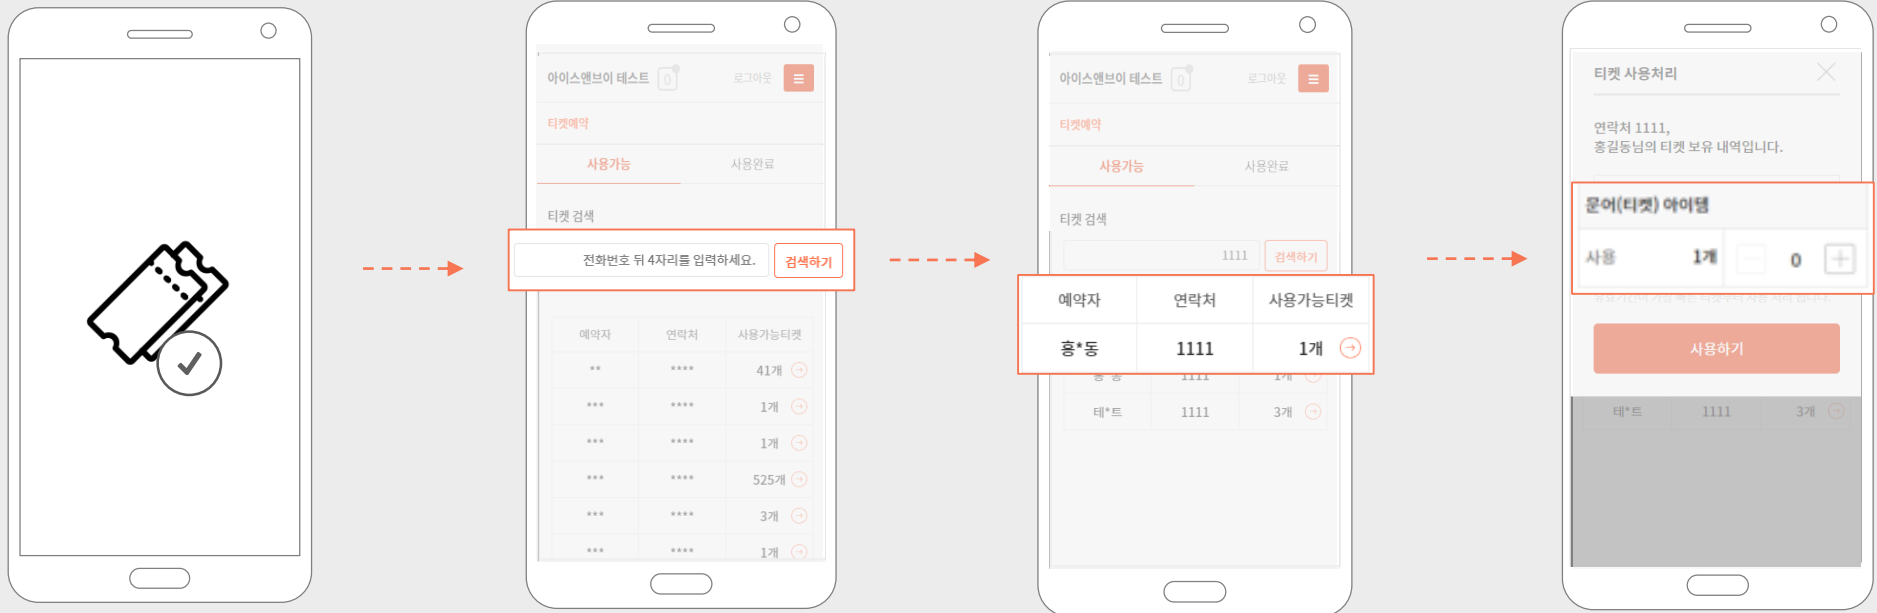 아이스앤브이 테스트 0 로그아웃
티켓예약
사용가능 사용완료
티켓 검색
전화번호 뒤 4자리를 입력하세요. 검색하기
예약자 연락처 사용가능티켓
** **** 41개
*** **** 1개
*** **** 1개
*** **** 525개
*** **** 3개
*** **** 1개
아이스앤브이 테스트 0 로그아웃
티켓예약
사용가능 사용완료
티켓 검색
1111 검색하기
예약자 연락처 사용가능티켓
홍*동 1111 1개
홍*동 1111 1개
테*트 1111 3개
티켓 사용처리
연락처 1111,
홍길동님의 티켓 보유 내역입니다.
문어(티켓) 아이템
사용 1개 0
사용하기
테*트 1111 3개